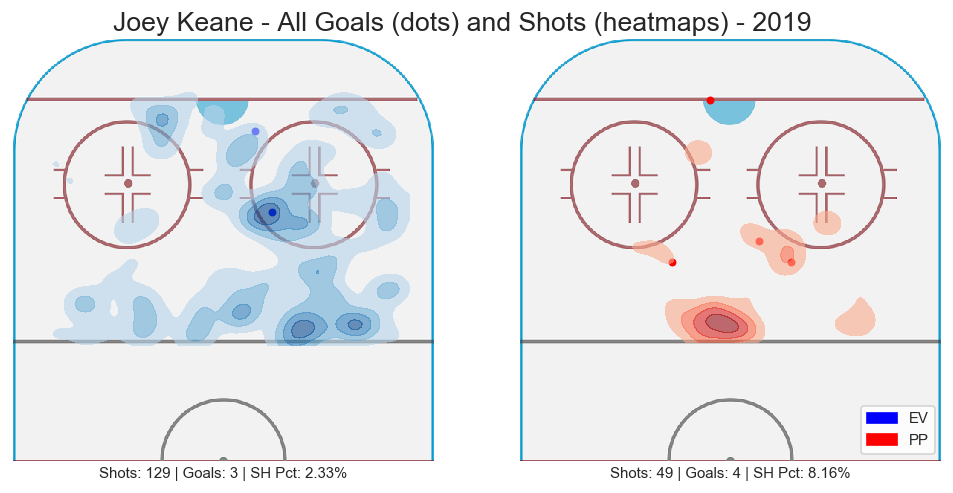 Joey Keane - All Goals (dots) and Shots (heatmaps) - 2019
EV
PP
Shots: 129 | Goals: 3 | SH Pct: 2.33%
Shots: 49 | Goals: 4 | SH Pct: 8.16%